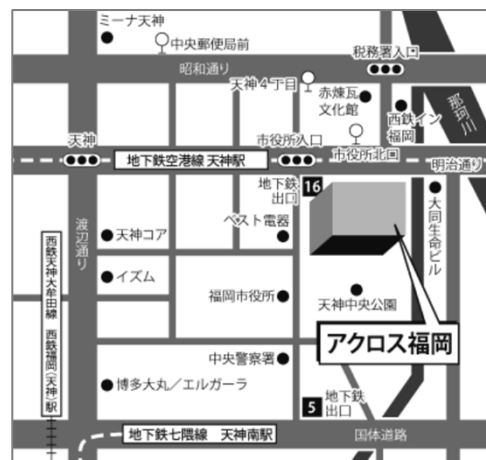 ミーナ天神
中央郵便局前
昭和通り
税務署入口
天神4丁目
赤煉瓦
文化館
西鉄イン
福岡
那珂川
天神
地下鉄空港線 天神駅
市役所入口
市役所北口
明治通り
地下鉄
出口
16
渡辺通り
ベスト電器
天神コア
イズム
大同生命ビル
福岡市役所
天神中央公園
アクロス福岡
西鉄天神大牟田線 西鉄福岡(天神)駅
中央警察署
博多大丸/エルガーラ
5
地下鉄
出口
地下鉄七隈線 天神南駅
国体道路